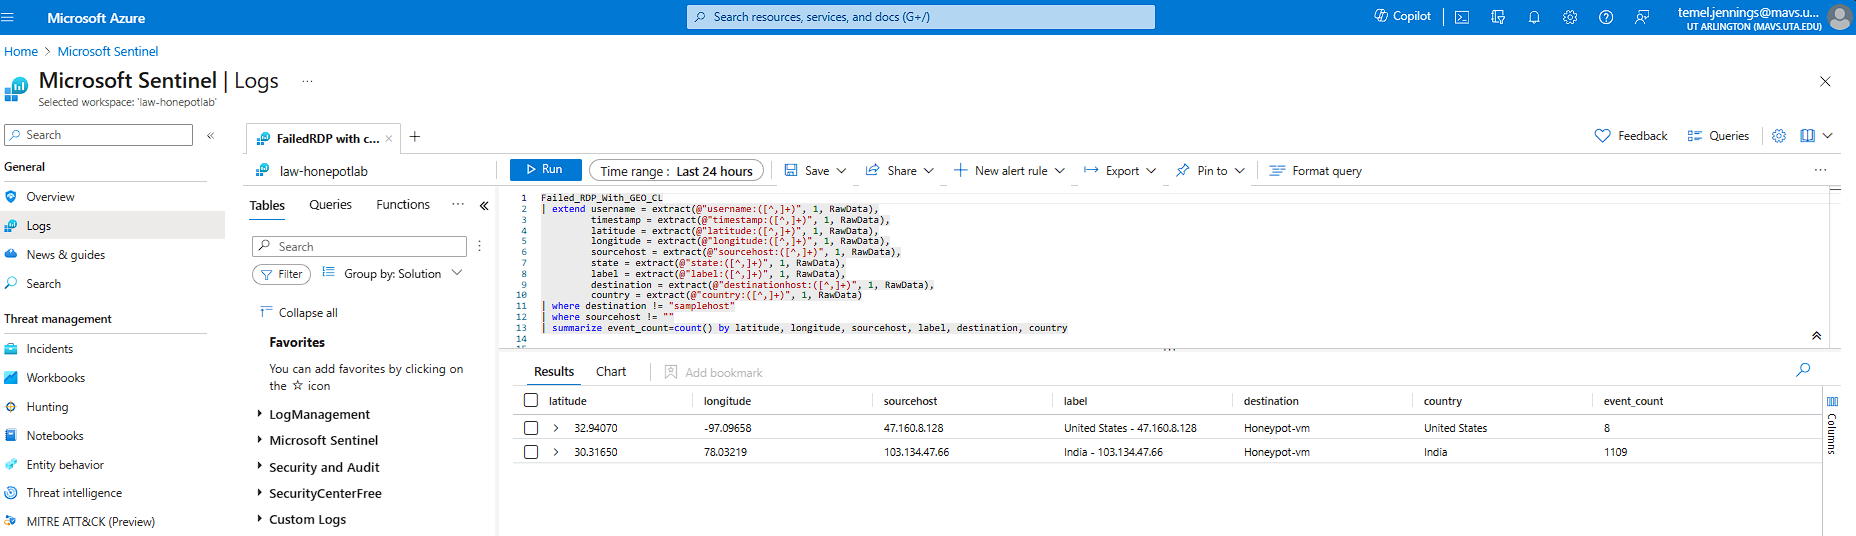 Microsoft Azure
Search resources, services, and docs (G+/)
Copilot
temel.jennings@mavs.u...
UT ARLINGTON (MAVS.UTA.EDU)
Home > Microsoft Sentinel
Microsoft Sentinel | Logs ...
Selected workspace: 'law-honepotlab'
Search
«
General
Overview
Logs
News & guides
Search
Threat management
Incidents
Workbooks
Hunting
Notebooks
Entity behavior
Threat intelligence
MITRE ATT&CK (Preview)
FailedRDP with c... × +
Feedback
Queries
law-honepotlab
Run
Time range : Last 24 hours
Save
Share
New alert rule
Export
Pin to
Format query
...
Tables Queries Functions ... «
Search
Filter
Group by: Solution
Collapse all
Favorites
You can add favorites by clicking on
the ☆ icon
LogManagement
Microsoft Sentinel
Security and Audit
SecurityCenterFree
Custom Logs
1 Failed_RDP_With_GEO_CL
2 | extend username = extract(@"username:([^,]+)", 1, RawData),
3 timestamp = extract(@"timestamp:([^,]+)", 1, RawData),
4 latitude = extract(@"latitude:([^,]+)", 1, RawData),
5 longitude = extract(@"longitude:([^,]+)", 1, RawData),
6 sourcehost = extract(@"sourcehost:([^,]+)", 1, RawData),
7 state = extract(@"state:([^,]+)", 1, RawData),
8 label = extract(@"label:([^,]+)", 1, RawData),
9 destination = extract(@"destinationhost:([^,]+)", 1, RawData),
10 country = extract(@"country:([^,]+)", 1, RawData)
11 | where destination != "samplehost"
12 | where sourcehost != ""
13 | summarize event_count=count() by latitude, longitude, sourcehost, label, destination, country
14
Results Chart Add bookmark
latitude longitude sourcehost label destination country event_count
32.94070 -97.09658 47.160.8.128 United States - 47.160.8.128 Honeypot-vm United States 8
30.31650 78.03219 103.134.47.66 India - 103.134.47.66 Honeypot-vm India 1109
Columns